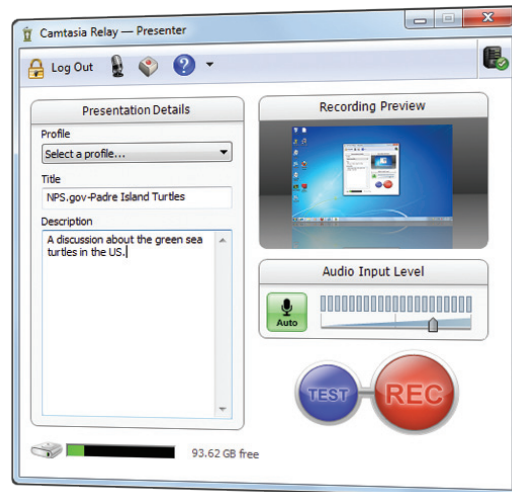 Camtasia Relay — Presenter
Log Out
Presentation Details
Profile
Select a profile...
Title
NPS.gov-Padre Island Turtles
Description
A discussion about the green sea
turtles in the US.
Recording Preview
Audio Input Level
Auto
TEST
REC
93.62 GB free